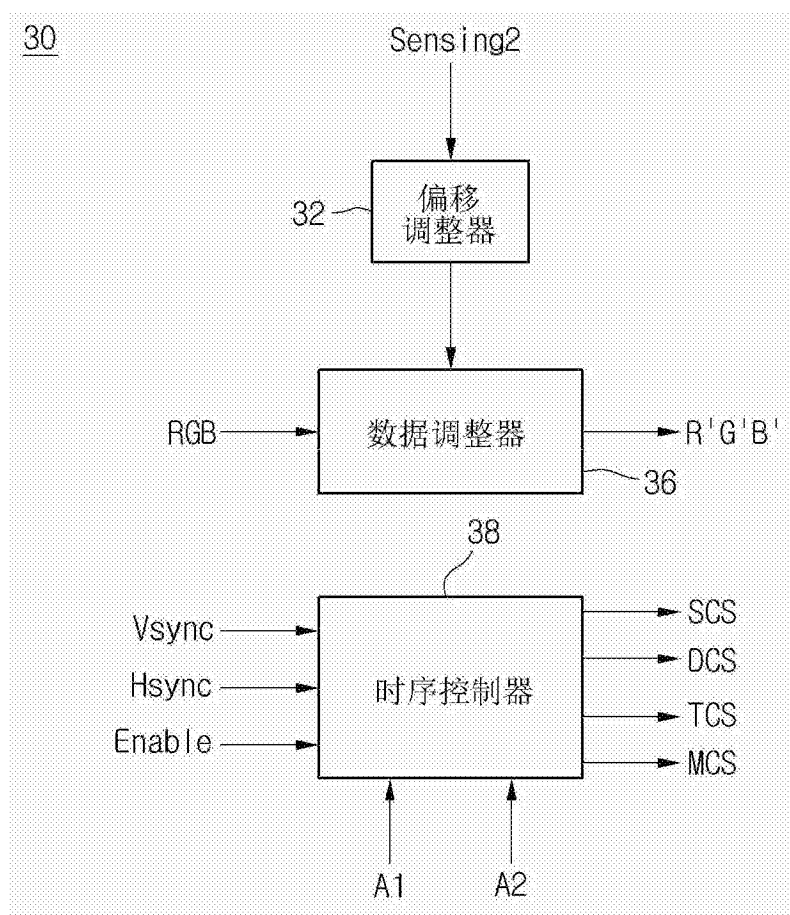 30
Sensing2
32
偏移
调整器
RGB
数据调整器
R'G'B'
36
38
Vsync
Hsync
Enable
时序控制器
SCS
DCS
TCS
MCS
A1
A2